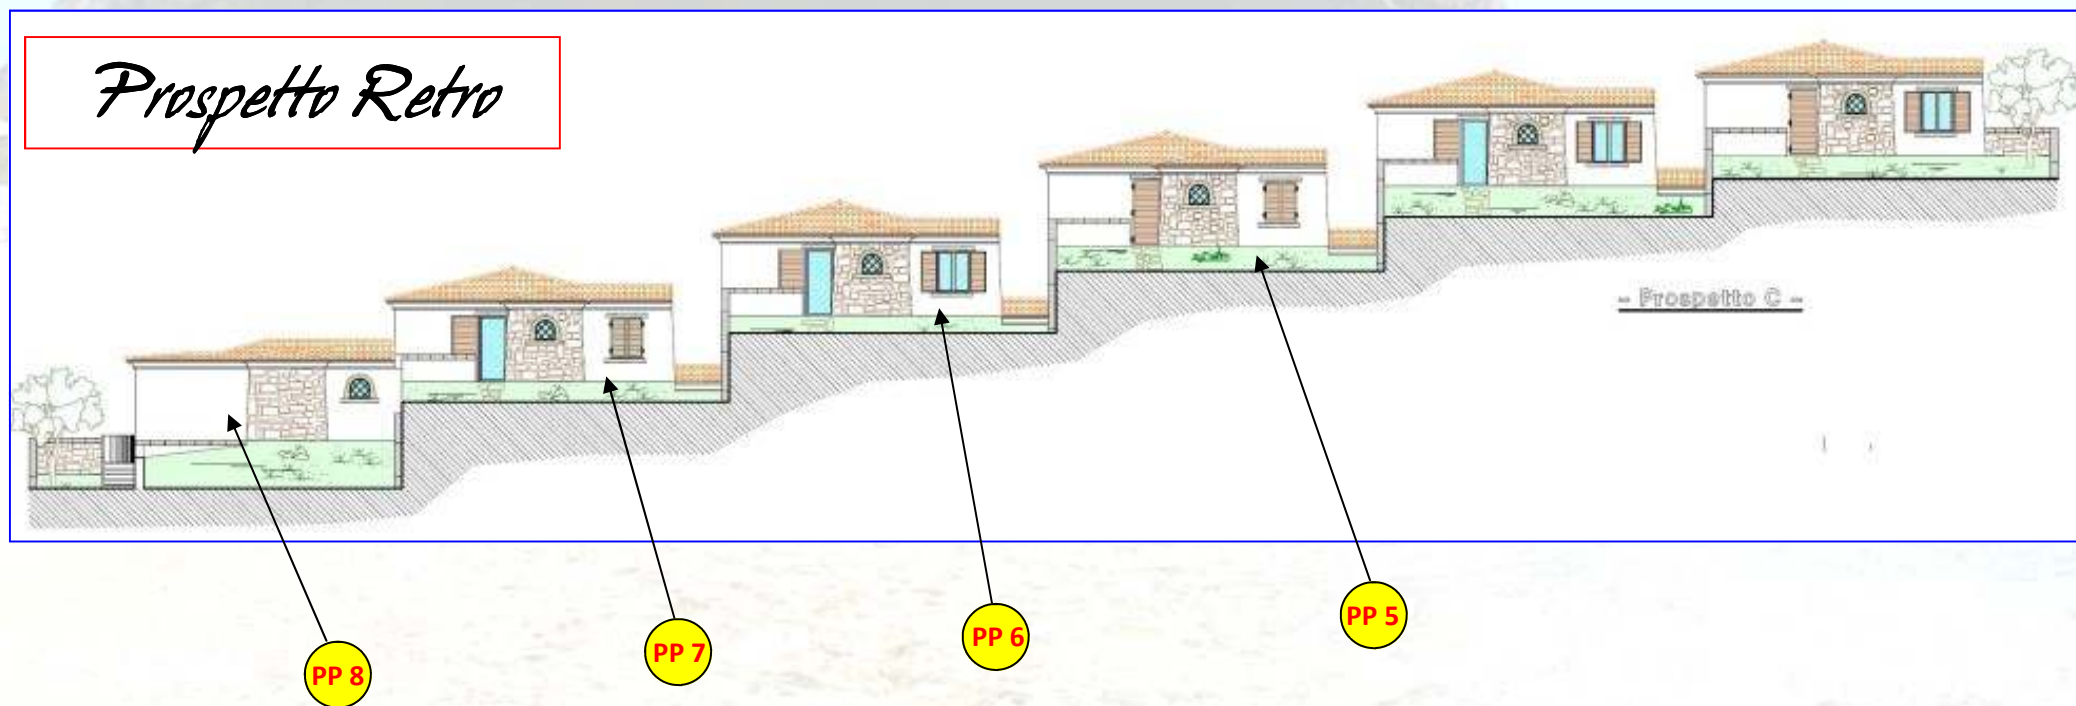 Prospetto Retro
- Prospetto C -
PP 5
PP 6
PP 7
PP 8